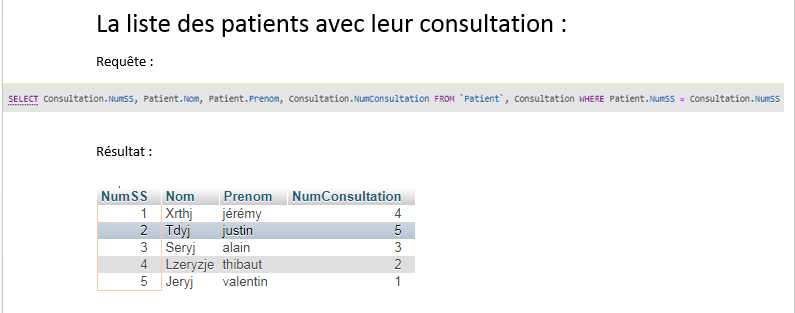 La liste des patients avec leur consultation :
Requête :
SELECT Consultation.NumSS, Patient.Nom, Patient.Prenom, Consultation.NumConsultation FROM `Patient`, Consultation WHERE Patient.NumSS = Consultation.NumSS
Résultat :
NumSS Nom Prenom NumConsultation
1 Xrthj jérémy 4
2 Tdyj justin 5
3 Seryj alain 3
4 Lzeryzje thibaut 2
5 Jeryj valentin 1